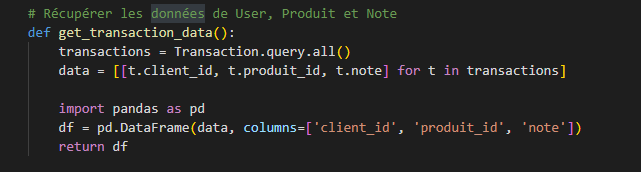 # Récupérer les données de User, Produit et Note
def get_transaction_data():
    transactions = Transaction.query.all()
    data = [[t.client_id, t.produit_id, t.note] for t in transactions]

    import pandas as pd
    df = pd.DataFrame(data, columns=['client_id', 'produit_id', 'note'])
    return df